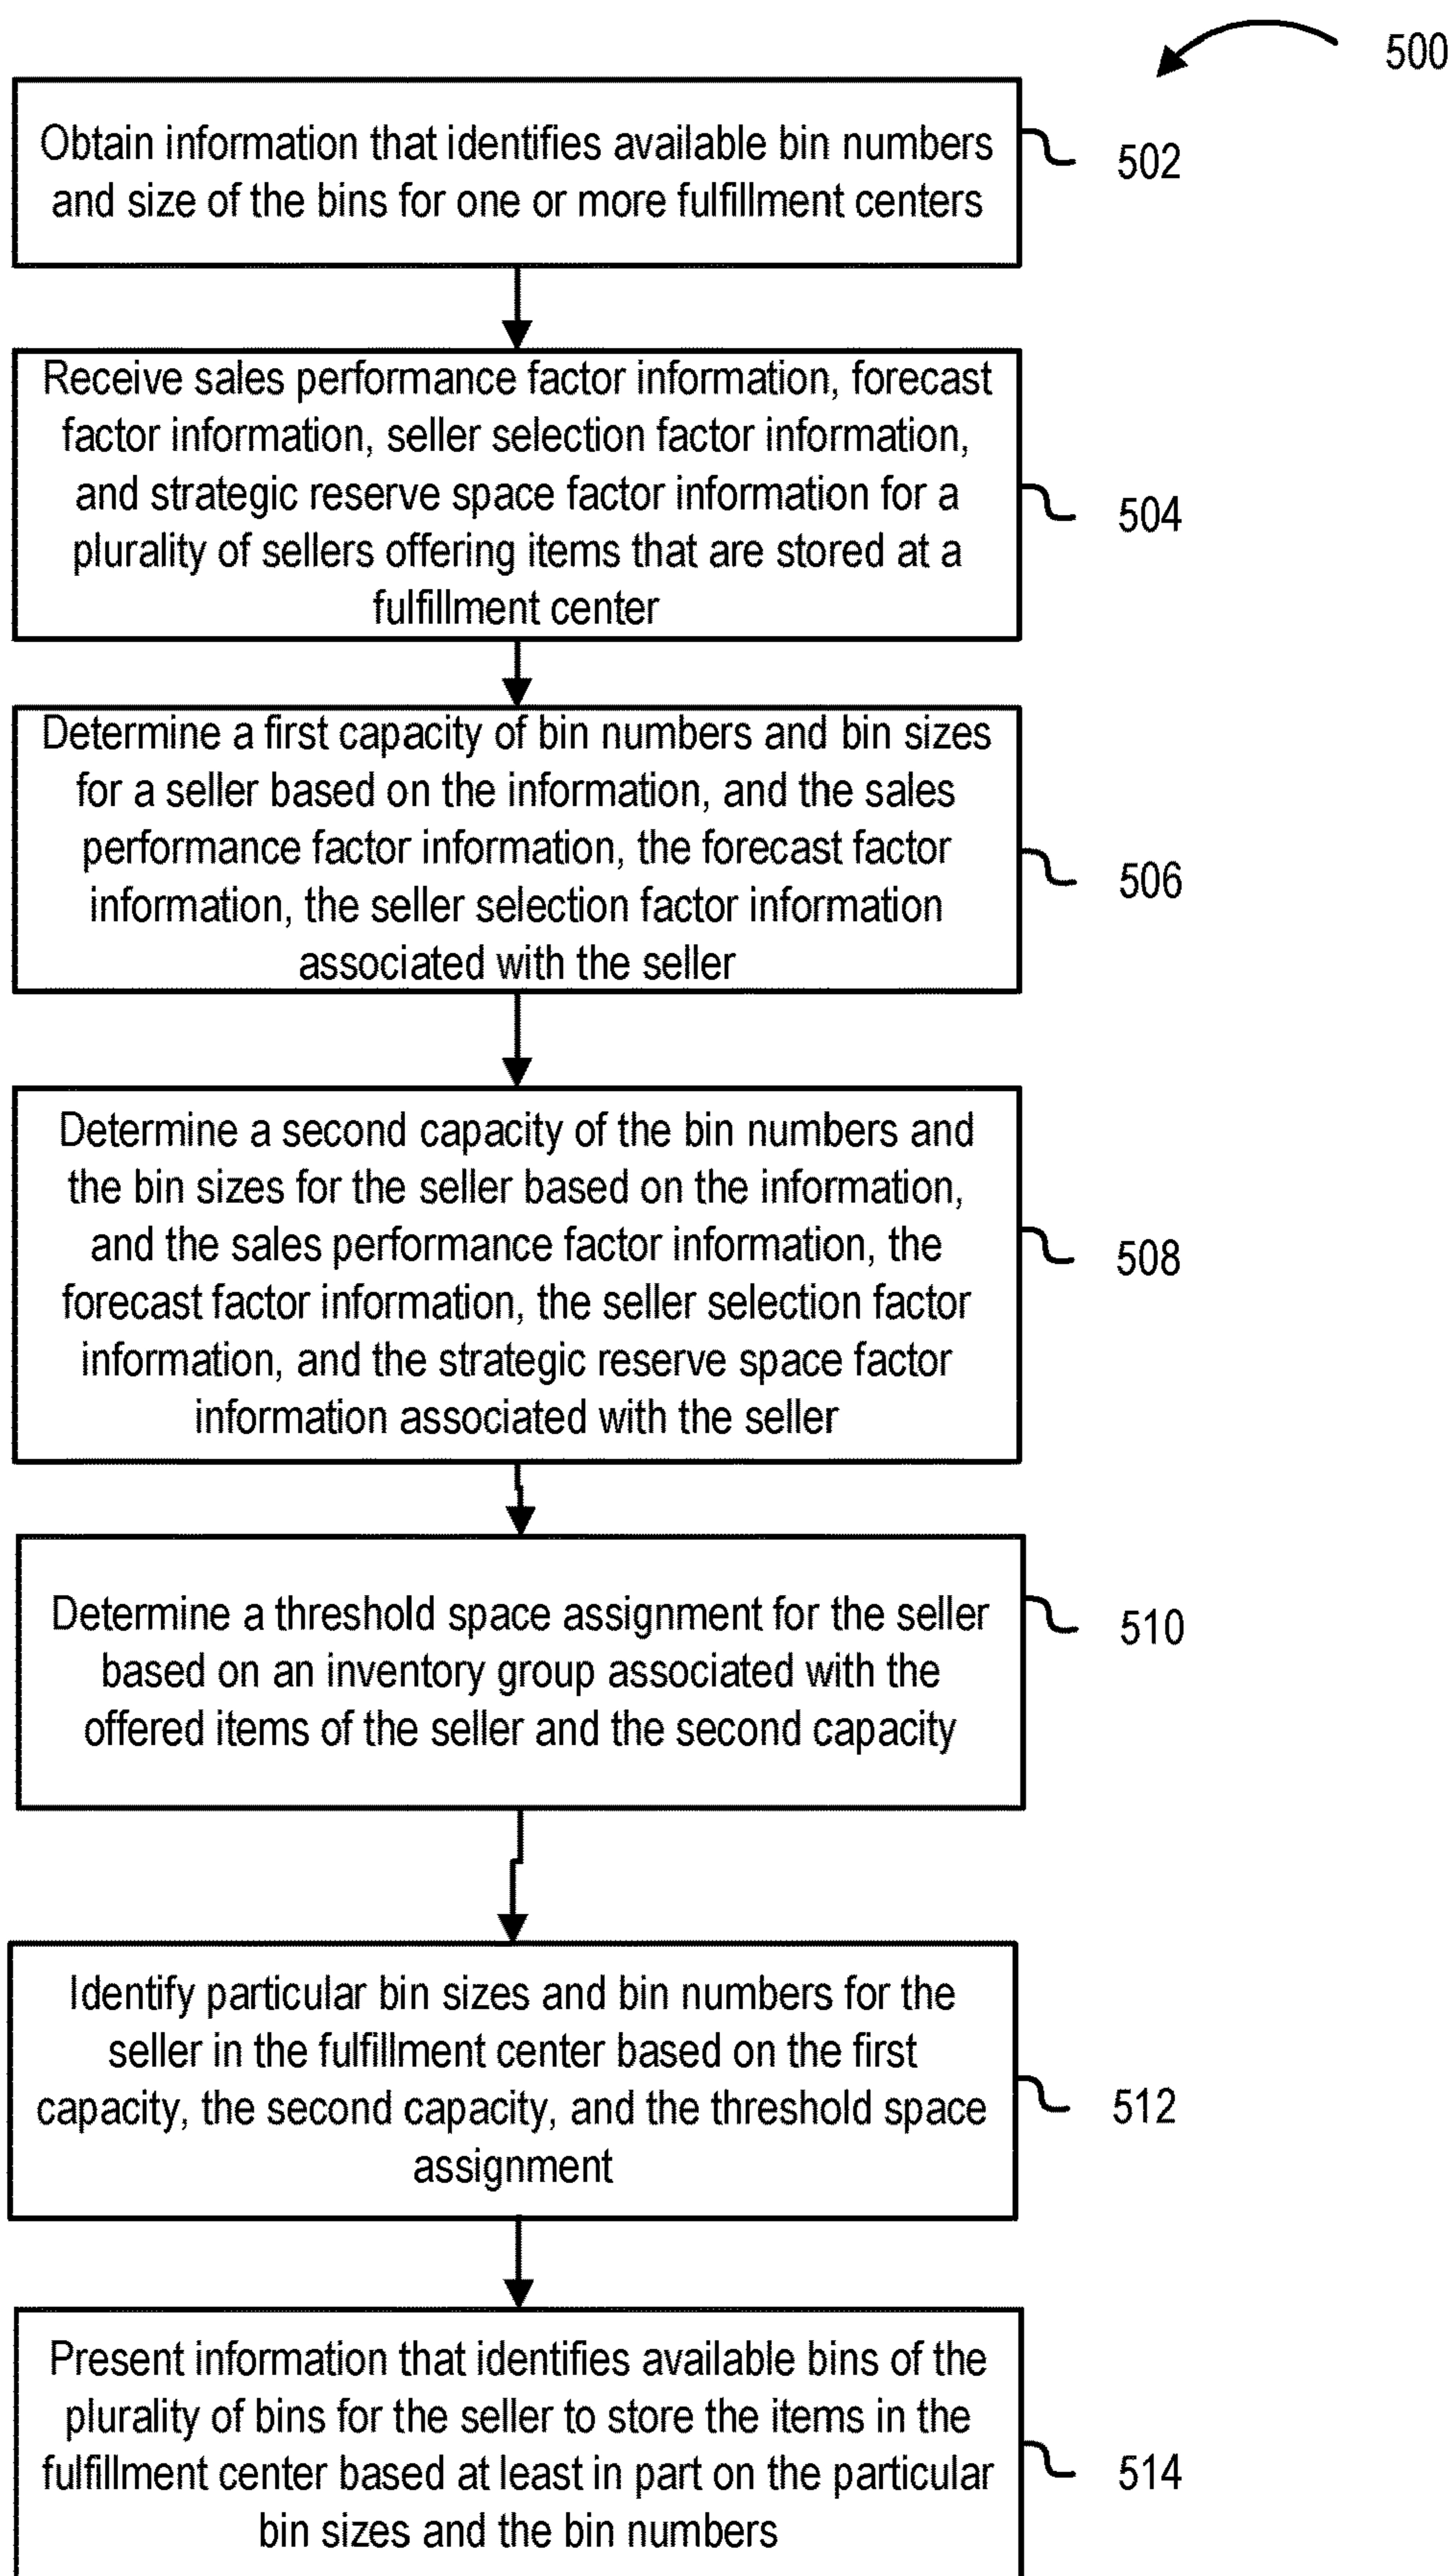 500
Obtain information that identifies available bin numbers
and size of the bins for one or more fulfillment centers
502
Receive sales performance factor information, forecast
factor information, seller selection factor information,
and strategic reserve space factor information for a
plurality of sellers offering items that are stored at a
fulfillment center
504
Determine a first capacity of bin numbers and bin sizes
for a seller based on the information, and the sales
performance factor information, the forecast factor
information, the seller selection factor information
associated with the seller
506
Determine a second capacity of the bin numbers and
the bin sizes for the seller based on the information,
and the sales performance factor information, the
forecast factor information, the seller selection factor
information, and the strategic reserve space factor
information associated with the seller
508
Determine a threshold space assignment for the seller
based on an inventory group associated with the
offered items of the seller and the second capacity
510
Identify particular bin sizes and bin numbers for the
seller in the fulfillment center based on the first
capacity, the second capacity, and the threshold space
assignment
512
Present information that identifies available bins of the
plurality of bins for the seller to store the items in the
fulfillment center based at least in part on the particular
bin sizes and the bin numbers
514